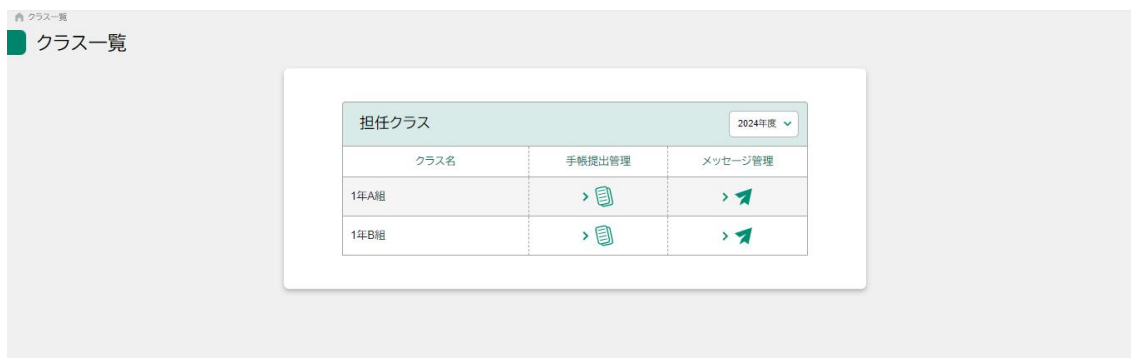 クラス一覧
クラス一覧
担任クラス
2024年度
クラス名 手帳提出管理 メッセージ管理
1年A組
1年B組